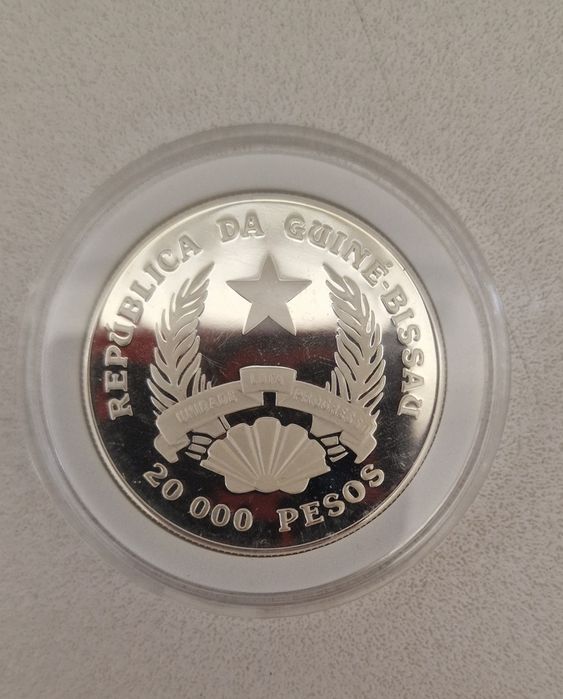 REPÚBLICA DA GUINÉ-BISSAU
UNIDADE LUTA PROGRESSO
20 000 PESOS